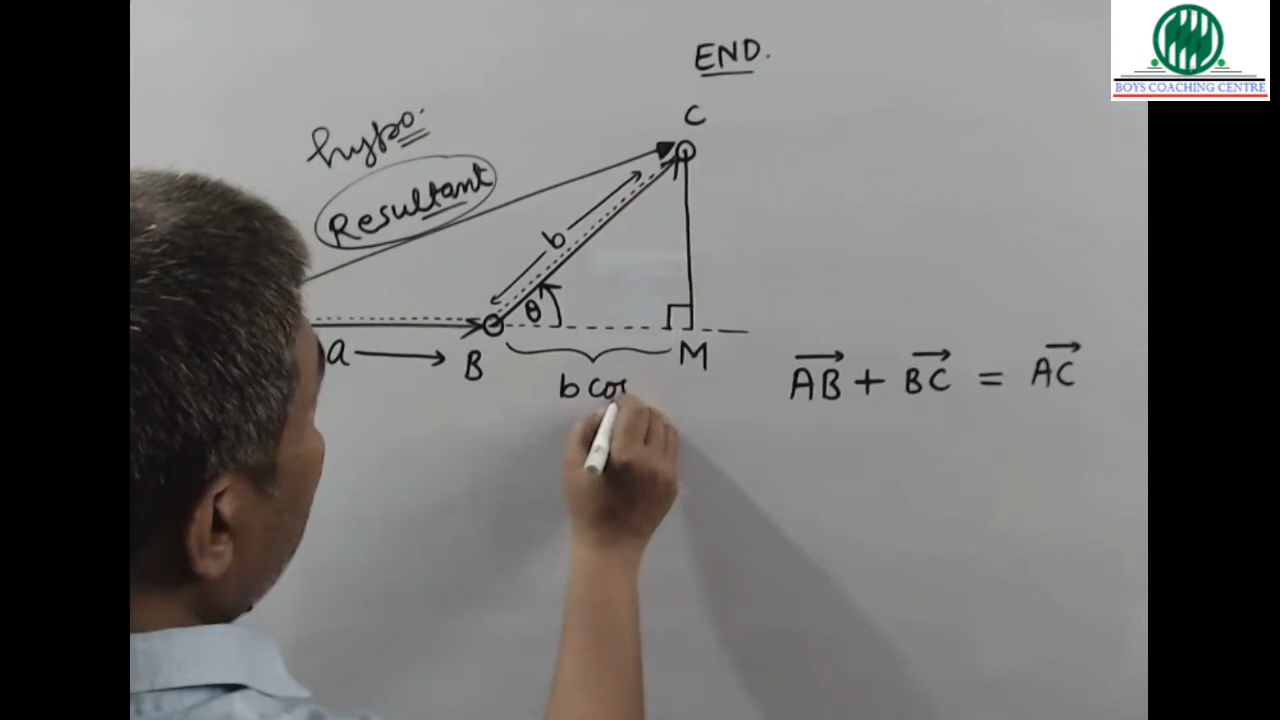 END.
BOYS COACHING CENTRE
C
hypo.
Resultant
b
θ
a
B
M
b cos
AB + BC = AC